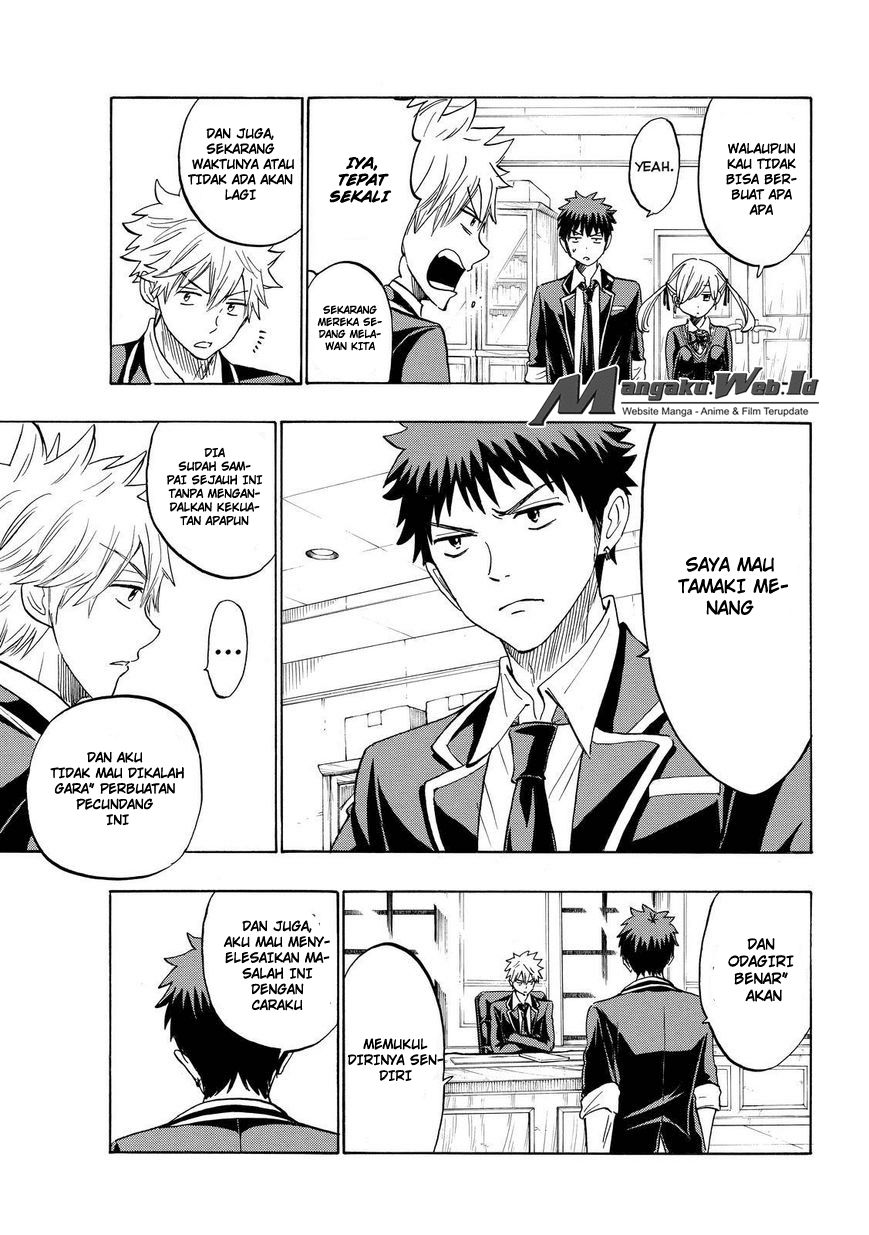 WALAUPUN
KAU TIDAK
BISA BER-
BUAT APA
APA
YEAH.
IYA,
TEPAT
SEKALI
SEKARANG
MEREKA SE-
DANG MELA-
WAN KITA
DAN JUGA,
SEKARANG
WAKTUNYA ATAU
TIDAK ADA AKAN
LAGI
Mangaku.Web.Id
Website Manga - Anime & Film Terupdate
SAYA MAU
TAMAKI ME-
NANG
DIA
SUDAH SAM-
PAI SEJAUH INI
TANPA MENGAN-
DALKAN KEKUA-
TAN APAPUN
...
DAN AKU
TIDAK MAU DIKALAH
GARA" PERBUATAN
PECUNDANG
INI
DAN
ODAGIRI
BENAR"
AKAN
MEMUKUL
DIRINYA SEN-
DIRI
DAN JUGA,
AKU MAU MENY-
ELESAIKAN MA-
SALAH INI
DENGAN
CARAKU